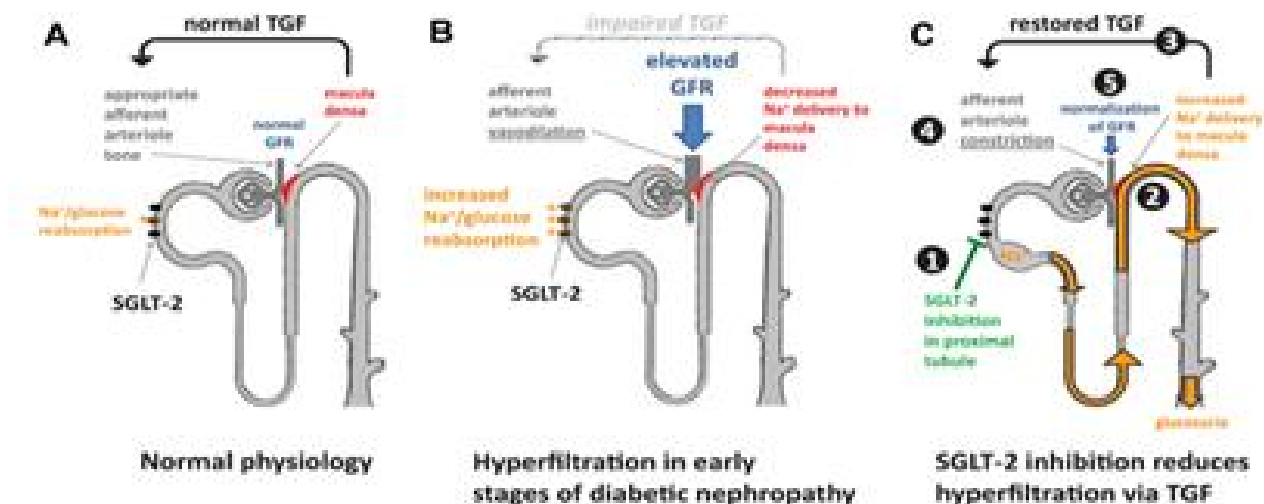 A
normal TGF
appropriate
afferent
arteriole
tone
normal
GFR
macula
densa
Na⁺/glucose
reabsorption
SGLT-2
Normal physiology
B
impaired TGF
elevated
GFR
afferent
arteriole
vasodilation
decreased
Na⁺ delivery to
macula
densa
increased
Na⁺/glucose
reabsorption
SGLT-2
Hyperfiltration in early
stages of diabetic nephropathy
C
restored TGF
3
5
afferent
arteriole
constriction
4
normalization
of GFR
increased
Na⁺ delivery
to macula
densa
2
1
SGLT-2
inhibition
in proximal
tubule
glucosuria
SGLT-2 inhibition reduces
hyperfiltration via TGF